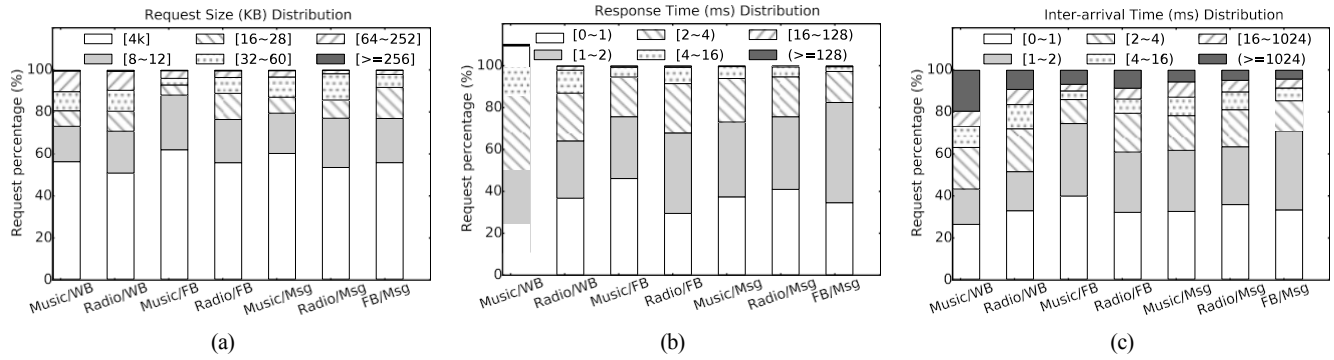 Request Size (KB) Distribution
[4k] [16~28] [64~252]
[8~12] [32~60] [>=256]
Request percentage (%)
100
80
60
40
20
0
Music/WB Radio/WB Music/FB Radio/FB Music/Msg Radio/Msg FB/Msg
(a)
Response Time (ms) Distribution
[0~1) [2~4) [16~128)
[1~2) [4~16) (>=128)
Request percentage (%)
100
80
60
40
20
0
Music/WB Radio/WB Music/FB Radio/FB Music/Msg Radio/Msg FB/Msg
(b)
Inter-arrival Time (ms) Distribution
[0~1) [2~4) [16~1024)
[1~2) [4~16) (>=1024)
Request percentage (%)
100
80
60
40
20
0
Music/WB Radio/WB Music/FB Radio/FB Music/Msg Radio/Msg FB/Msg
(c)